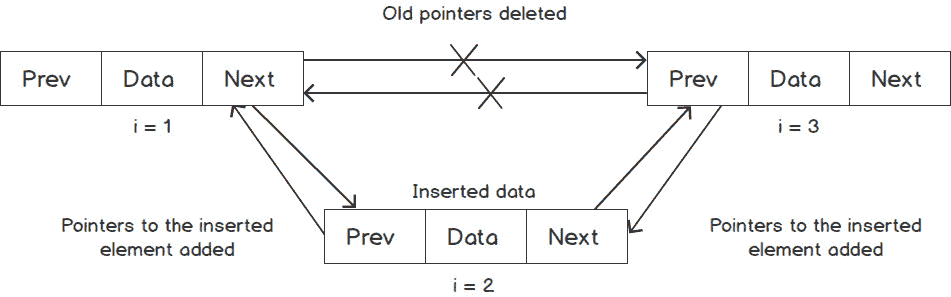 Old pointers deleted
Prev Data Next
Prev Data Next
i = 1
i = 3
Inserted data
Pointers to the inserted
element added
Prev Data Next
Pointers to the inserted
element added
i = 2